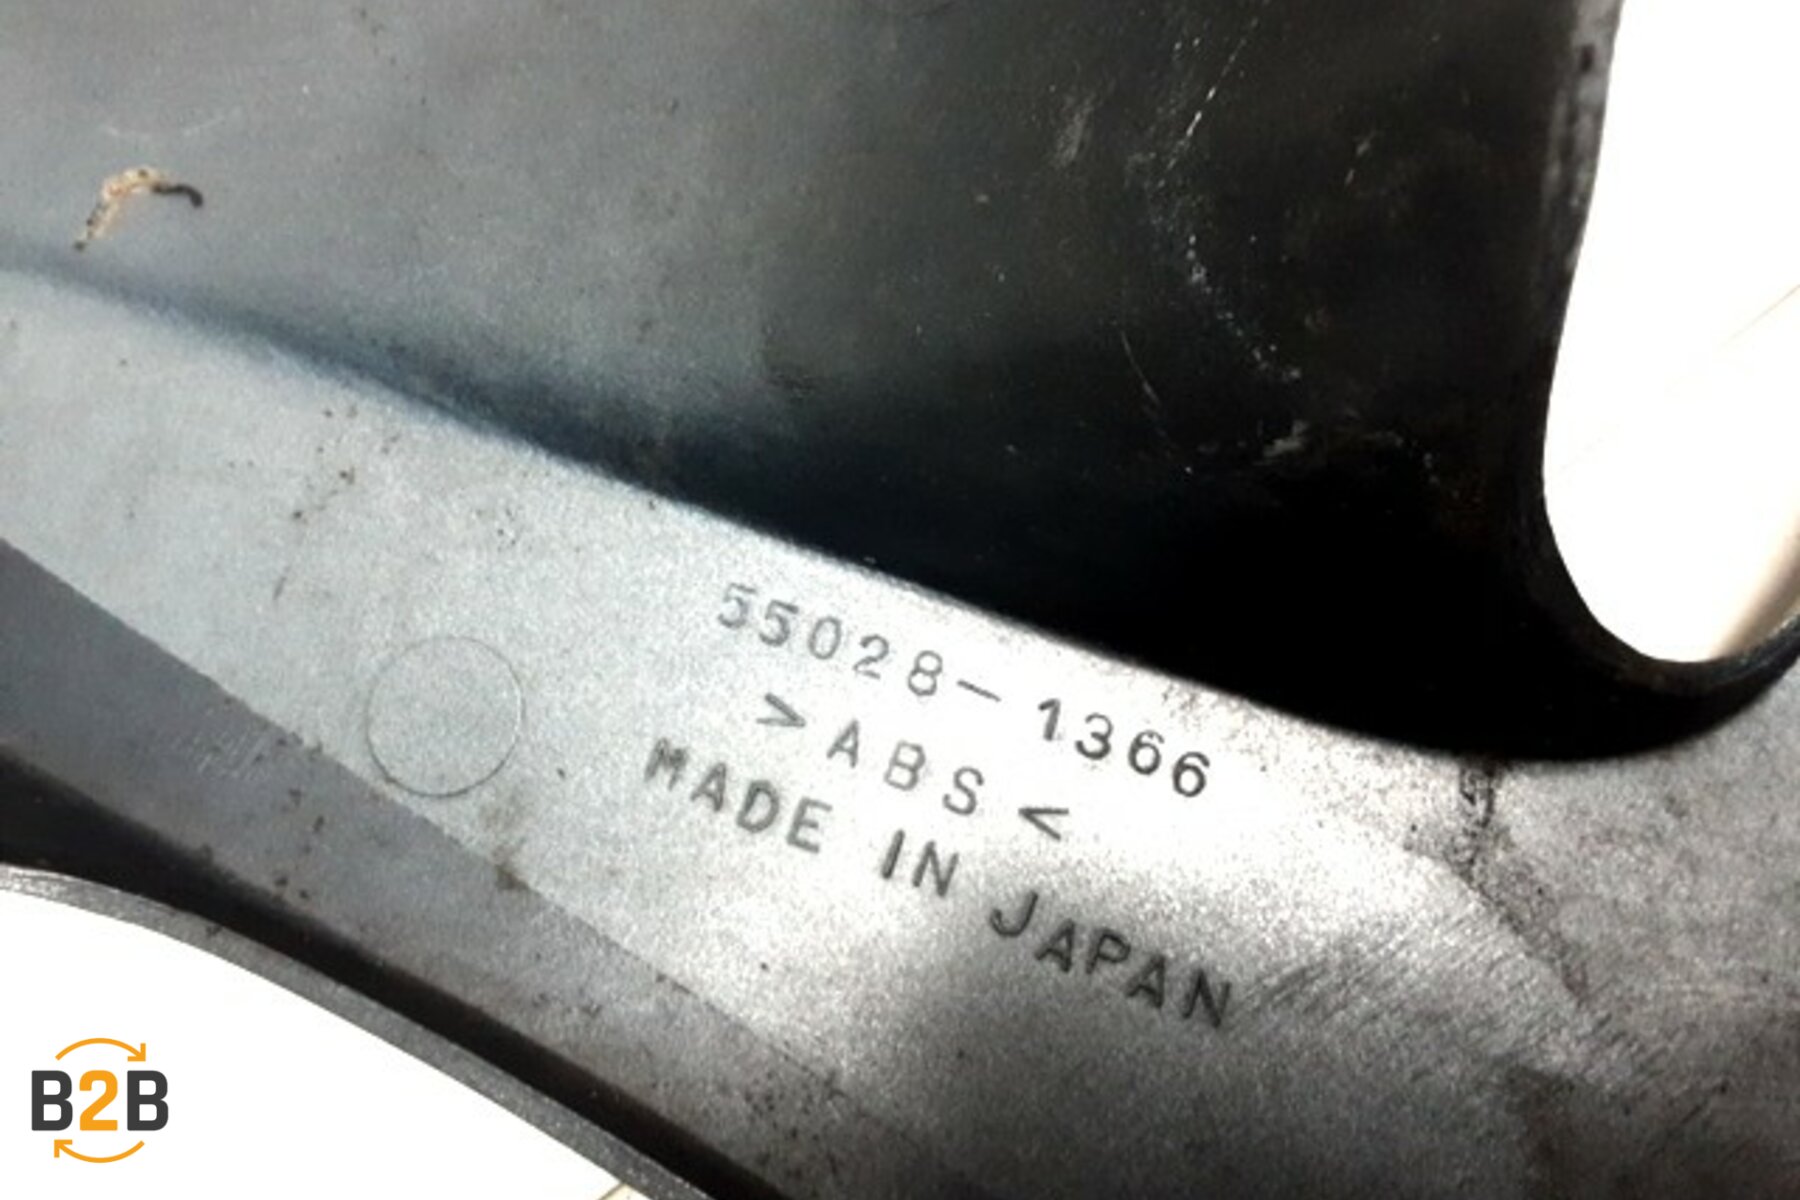 55028-1366
>ABS<
MADE IN JAPAN
B2B